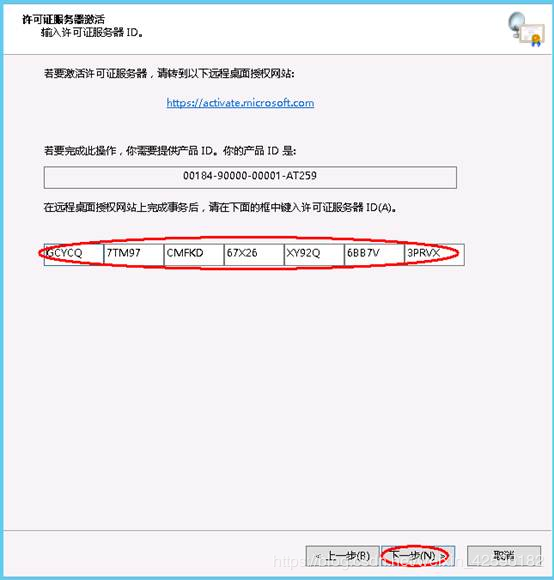 许可证服务器激活
输入许可证服务器 ID。
若要激活许可证服务器，请转到以下远程桌面授权网站:
https://activate.microsoft.com
若要完成此操作，你需要提供产品 ID。你的产品 ID 是:
00184-90000-00001-AT259
在远程桌面授权网站上完成事务后，请在下面的框中键入许可证服务器 ID(A)。
GCYCQ 7TM97 CMFKD 67X26 XY92Q 6BB7V 3PRVX
< 上一步(B) 下一步(N) > 取消